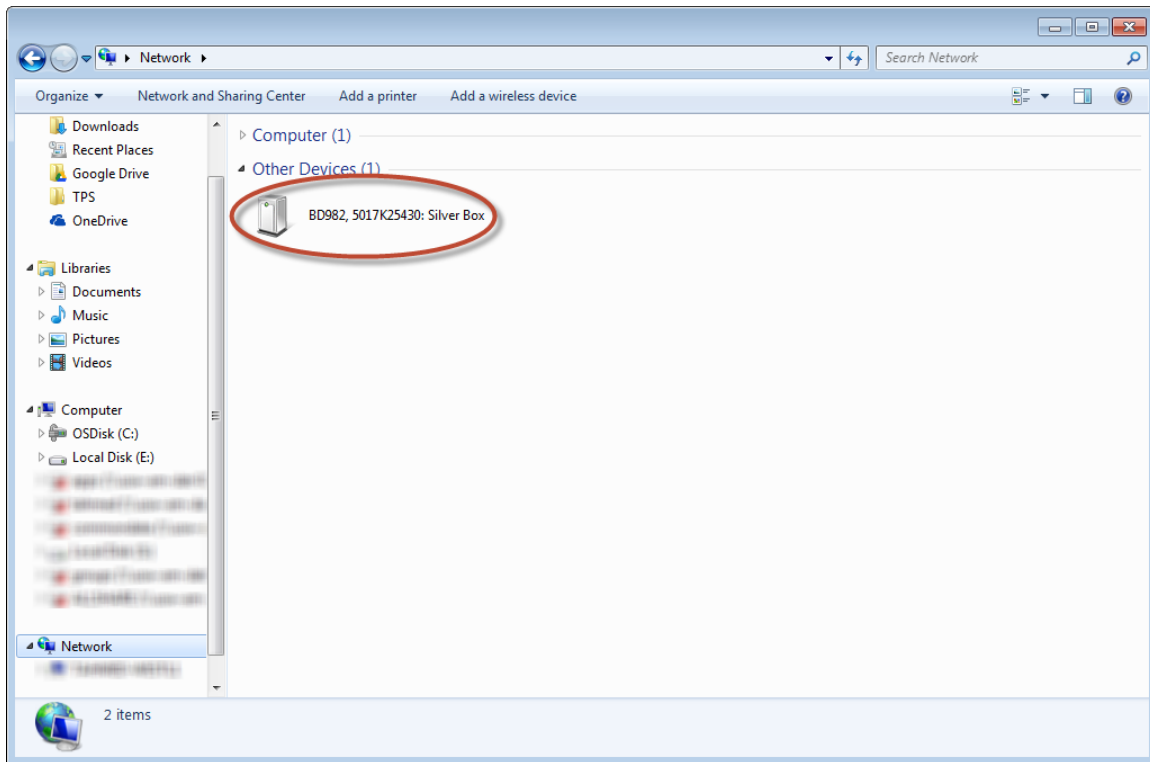 Network
Search Network
Organize
Network and Sharing Center
Add a printer
Add a wireless device
Downloads
Recent Places
Google Drive
TPS
OneDrive
Libraries
Documents
Music
Pictures
Videos
Computer
OSDisk (C:)
Local Disk (E:)
Network
Computer (1)
Other Devices (1)
BD982, 5017K25430: Silver Box
2 items